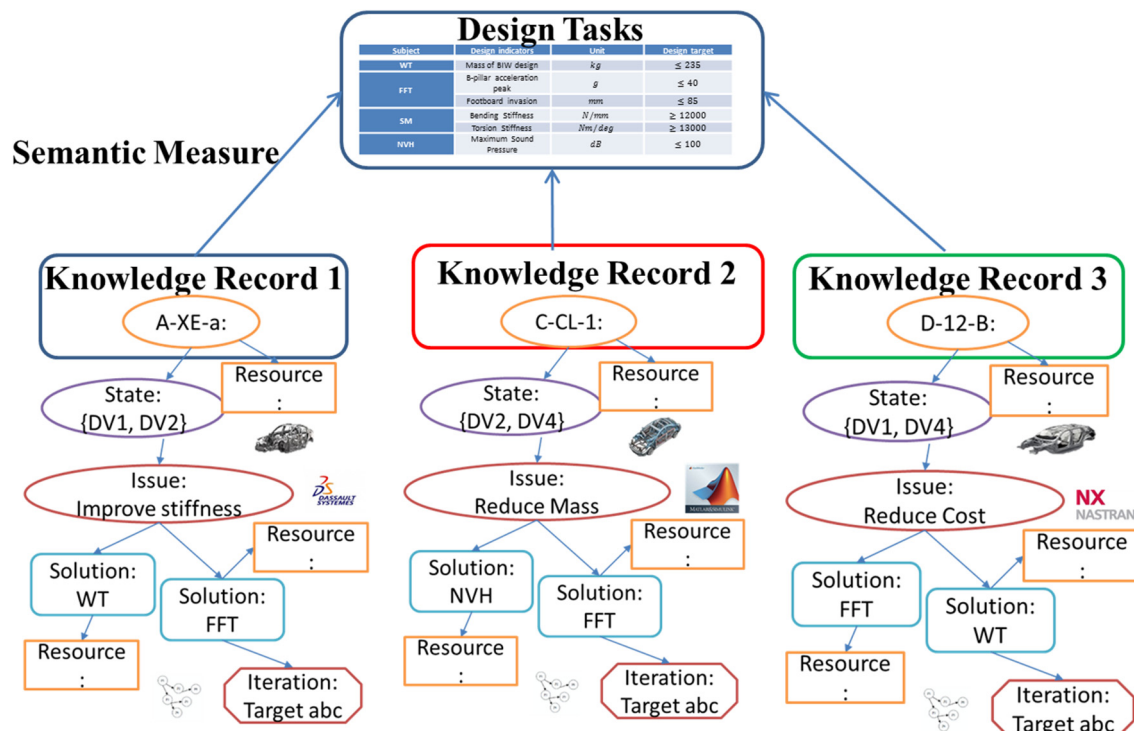 Design Tasks
Subject Design indicators Unit Design target
WT Mass of BIW design kg ≤ 235
FFT B-pillar acceleration peak g ≤ 40
Footboard invasion mm ≤ 85
SM Bending Stiffness N/mm ≥ 12000
Torsion Stiffness Nm/deg ≥ 13000
NVH Maximum Sound Pressure dB ≤ 100
Semantic Measure
Knowledge Record 1
A-XE-a:
Resource
:
State:
{DV1, DV2}
Issue:
Improve stiffness
DS
DASSAULT
SYSTEMES
Resource
:
Solution:
WT
Solution:
FFT
Resource
:
Iteration:
Target abc
Knowledge Record 2
C-CL-1:
Resource
:
State:
{DV2, DV4}
Issue:
Reduce Mass
Resource
:
Solution:
NVH
Solution:
FFT
Resource
:
Iteration:
Target abc
Knowledge Record 3
D-12-B:
Resource
:
State:
{DV1, DV4}
Issue:
Reduce Cost
NX
NASTRAN
Resource
:
Solution:
FFT
Solution:
WT
Resource
:
Iteration:
Target abc